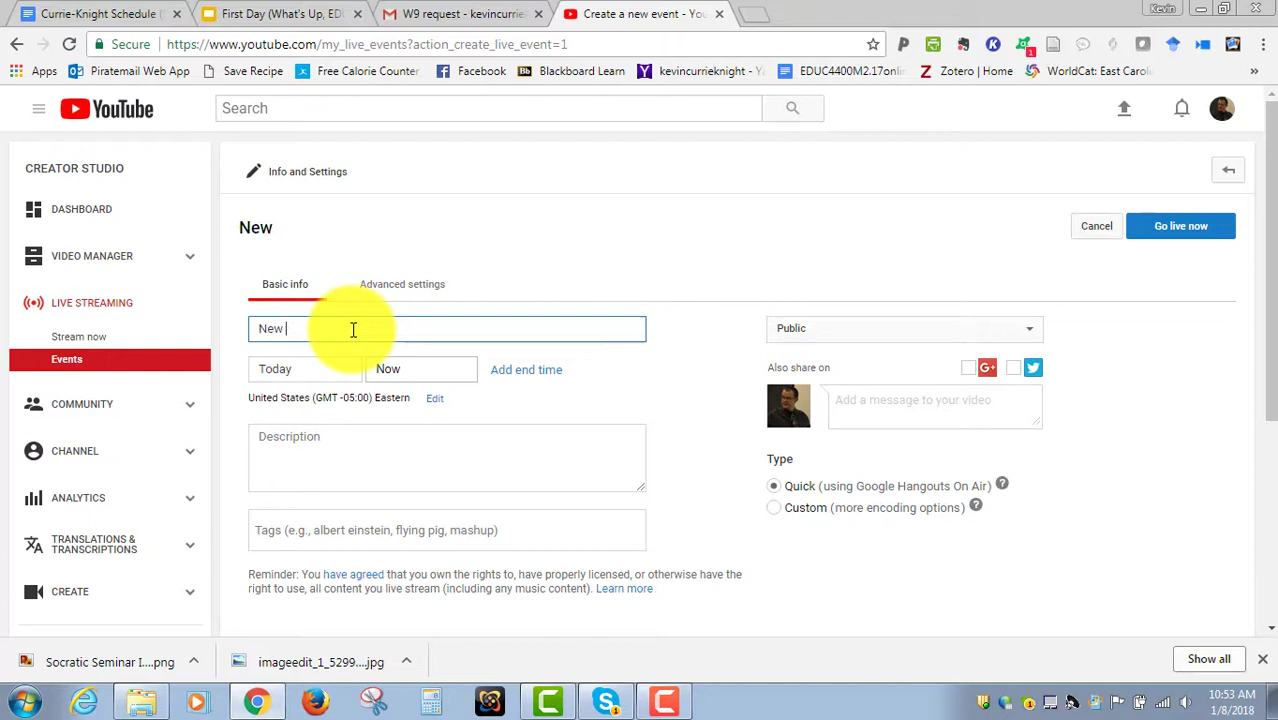 Currie-Knight Schedule (
First Day (What's Up, EDU
W9 request - kevincurrie
Create a new event - You
Kevin
Secure
https://www.youtube.com/my_live_events?action_create_live_event=1
Apps
Piratemail Web App
Save Recipe
Free Calorie Counter
Facebook
Blackboard Learn
kevincurrieknight - Y
EDUC4400M2.17onlin
Zotero | Home
WorldCat: East Caroli
YouTube
Search
CREATOR STUDIO
Info and Settings
DASHBOARD
New
Cancel
Go live now
VIDEO MANAGER
Basic info
Advanced settings
LIVE STREAMING
New
Public
Stream now
Events
Today
Now
Add end time
Also share on
United States (GMT -05:00) Eastern
Edit
Add a message to your video
COMMUNITY
Description
CHANNEL
Type
Quick (using Google Hangouts On Air)
ANALYTICS
Custom (more encoding options)
Tags (e.g., albert einstein, flying pig, mashup)
TRANSLATIONS &
TRANSCRIPTIONS
Reminder: You have agreed that you own the rights to, have properly licensed, or otherwise have the
right to use, all content you live stream (including any music content). Learn more
CREATE
Socratic Seminar I....png
imageedit_1_5299....jpg
Show all
10:53 AM
1/8/2018